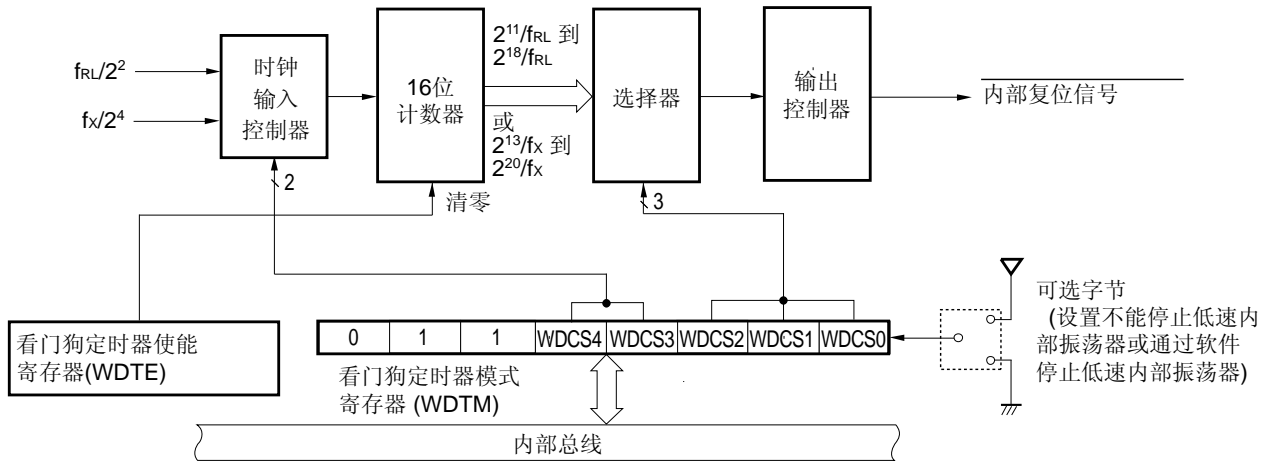 fRL/2²
fX/2⁴
时钟
输入
控制器
2
16位
计数器
清零
2¹¹/fRL 到
2¹⁸/fRL
或
2¹³/fX 到
2²⁰/fX
选择器
3
输出
控制器
内部复位信号
看门狗定时器使能
寄存器(WDTE)
0 1 1 WDCS4 WDCS3 WDCS2 WDCS1 WDCS0
看门狗定时器模式
寄存器 (WDTM)
可选字节
(设置不能停止低速内
部振荡器或通过软件
停止低速内部振荡器)
内部总线